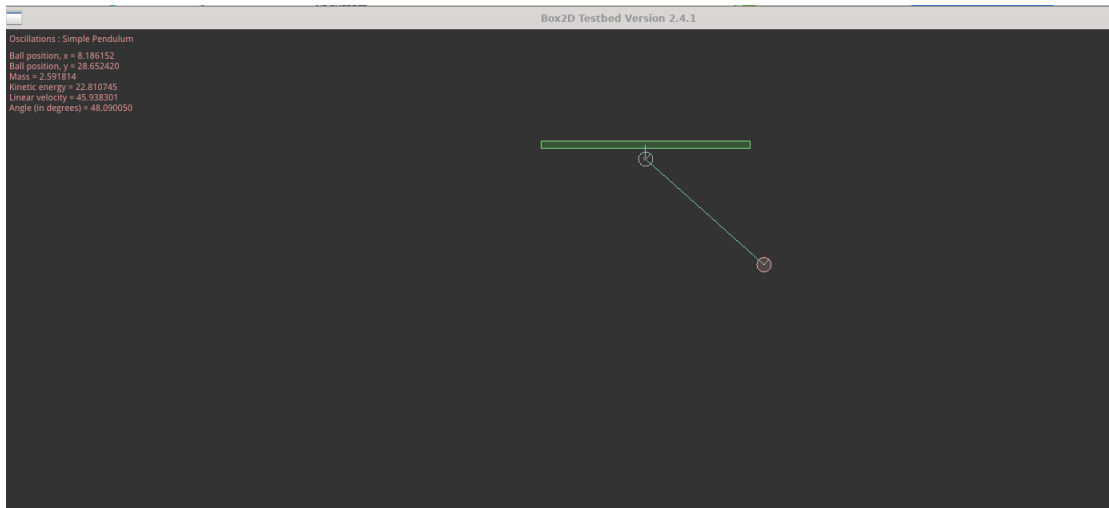 Box2D Testbed Version 2.4.1
Oscillations : Simple Pendulum
Ball position, x = 8.186152
Ball position, y = 28.652420
Mass = 2.591814
Kinetic energy = 22.810745
Linear velocity = 45.938301
Angle (in degrees) = 48.090050